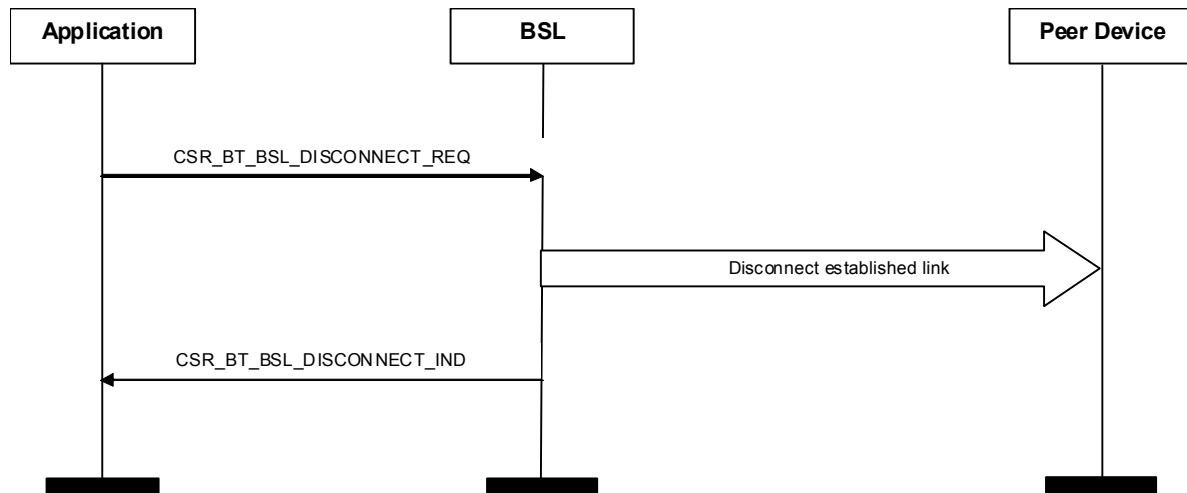 Application
BSL
Peer Device
CSR_BT_BSL_DISCONNECT_REQ
Disconnect established link
CSR_BT_BSL_DISCONNECT_IND